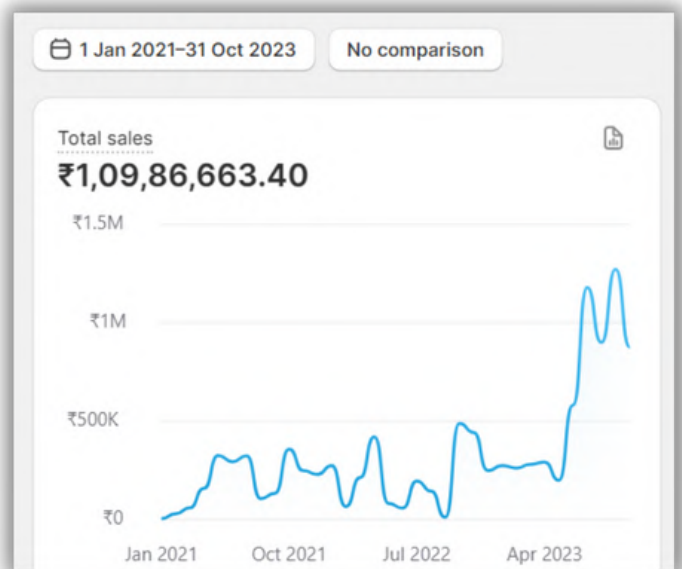 1 Jan 2021–31 Oct 2023 No comparison
Total sales
₹1,09,86,663.40
₹1.5M
₹1M
₹500K
₹0
Jan 2021 Oct 2021 Jul 2022 Apr 2023